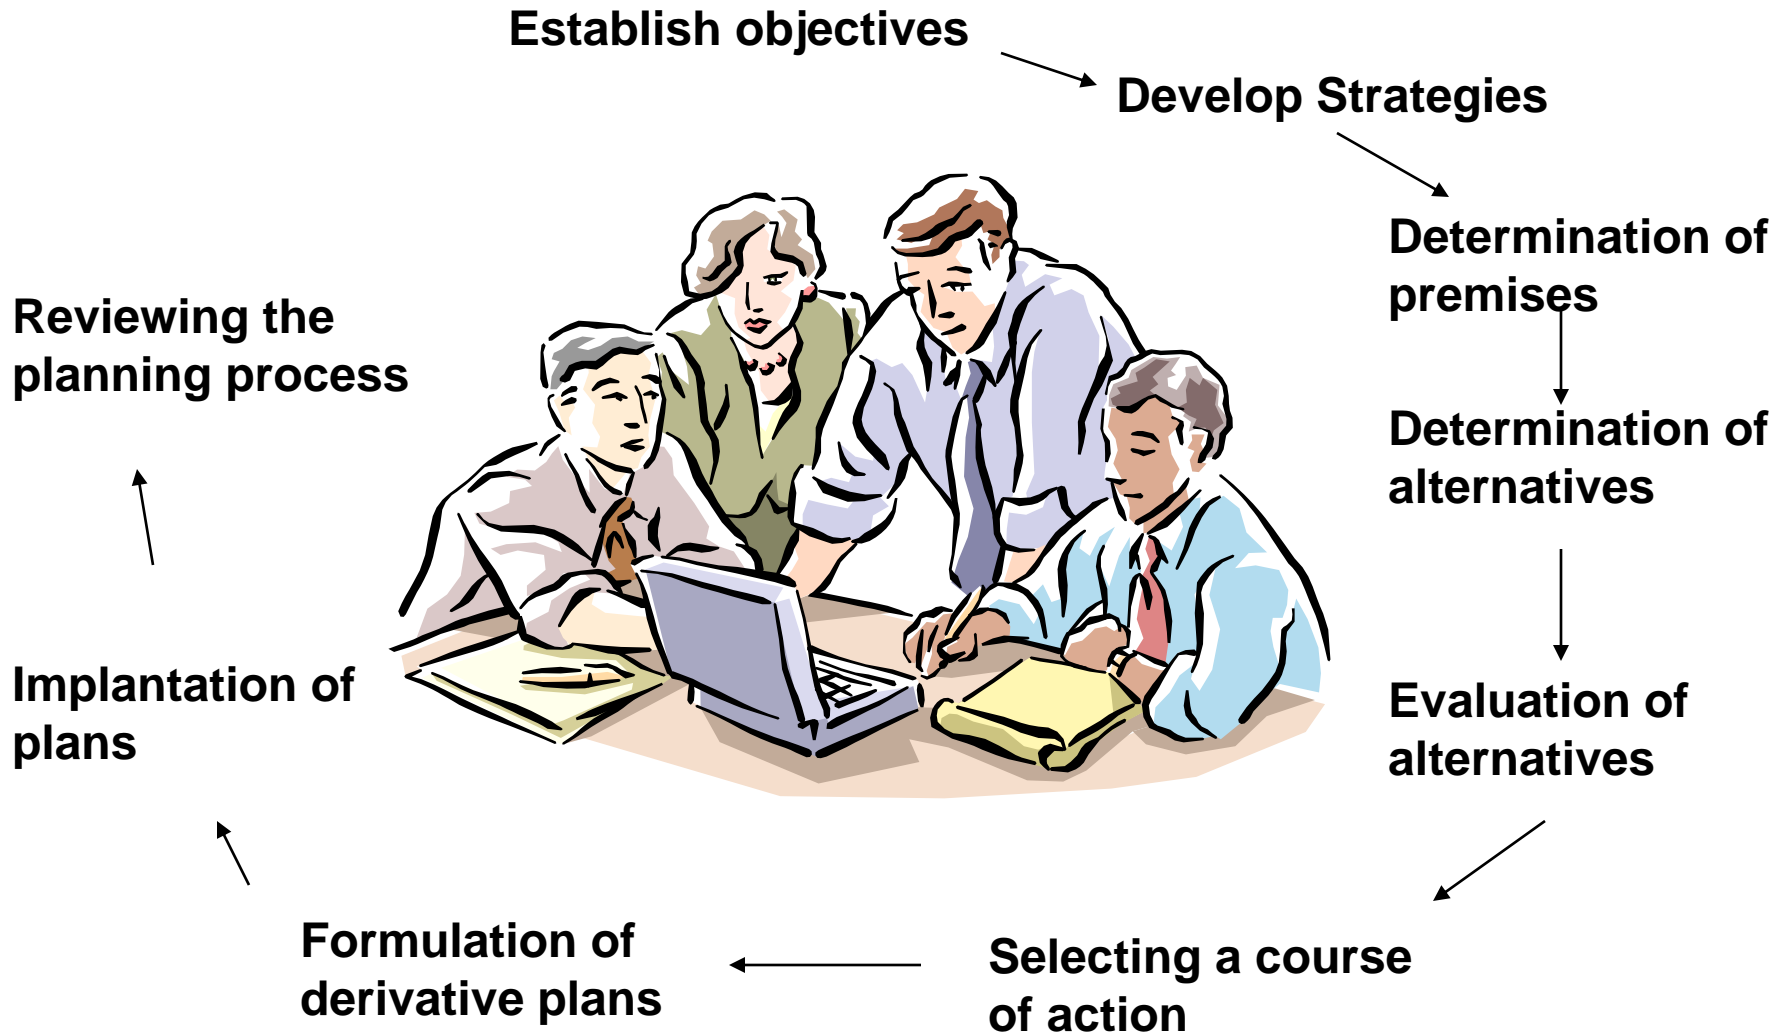 Establish objectives
Develop Strategies
Determination of
premises
Determination of
alternatives
Evaluation of
alternatives
Selecting a course
of action
Formulation of
derivative plans
Implantation of
plans
Reviewing the
planning process